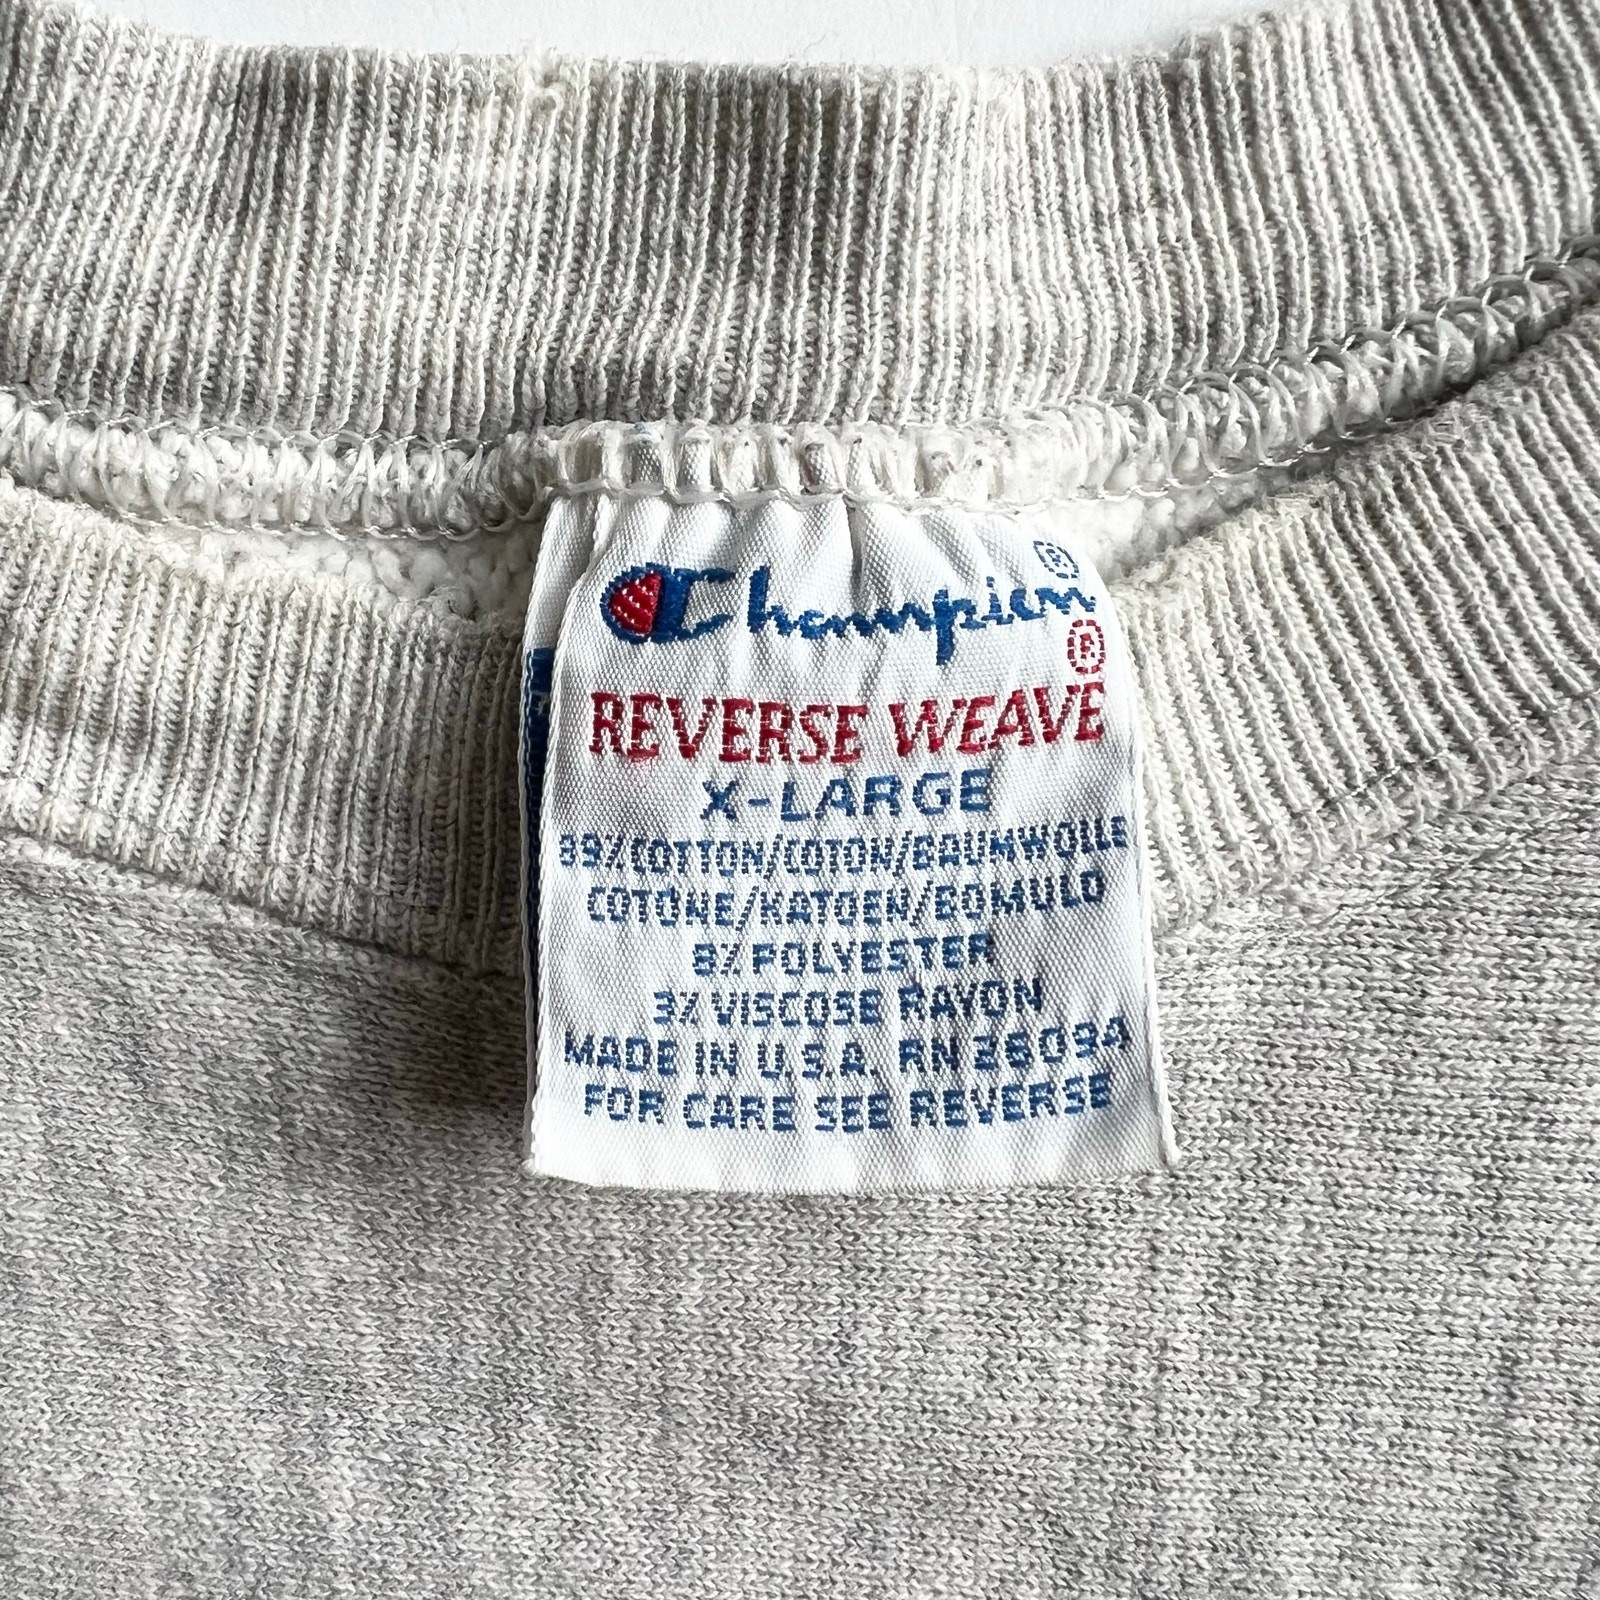 Champion®
REVERSE WEAVE®
X-LARGE
89% COTTON/COTON/BAUMWOLLE
COTONE/KATOEN/BOMULD
8% POLYESTER
3% VISCOSE RAYON
MADE IN U.S.A. RN 26094
FOR CARE SEE REVERSE